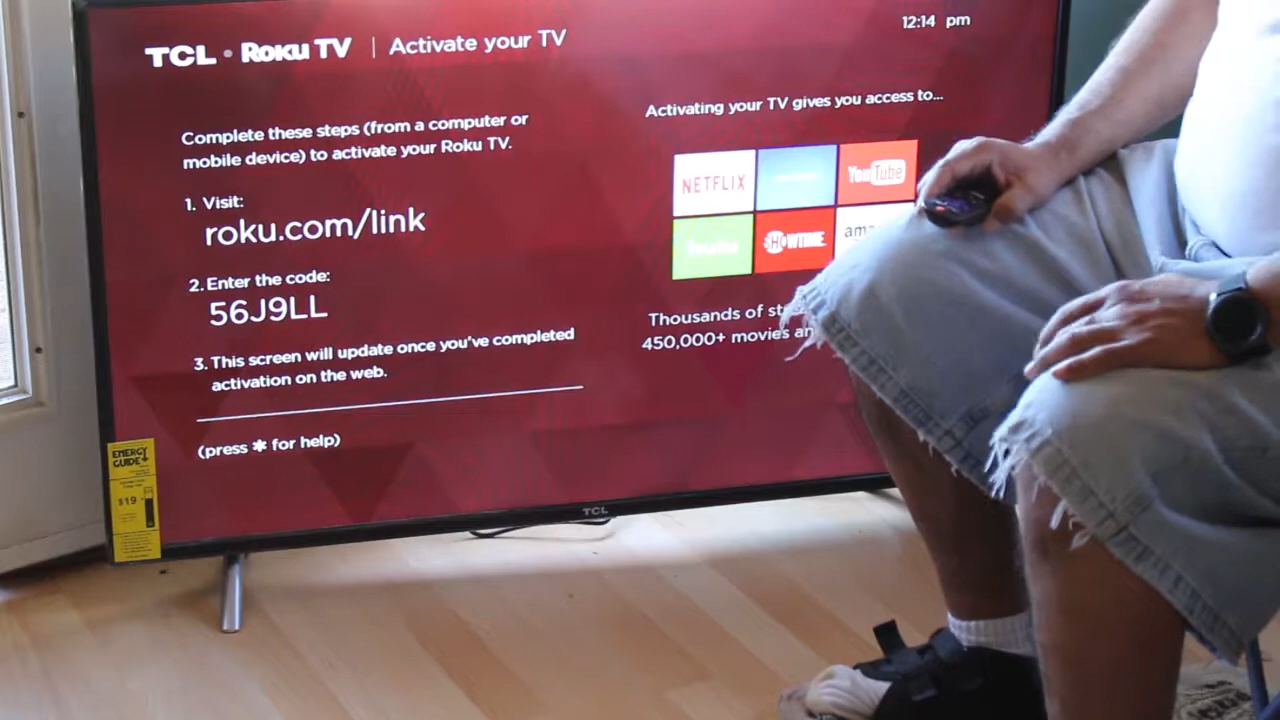 TCL • Roku TV | Activate your TV
12:14 pm
Complete these steps (from a computer or
mobile device) to activate your Roku TV.
1. Visit:
roku.com/link
2. Enter the code:
56J9LL
3. This screen will update once you've completed
activation on the web.
(press ✱ for help)
Activating your TV gives you access to...
NETFLIX
YouTube
hulu
SHOWTIME
ama
Thousands of st
450,000+ movies an
ENERGY
GUIDE
$19
TCL